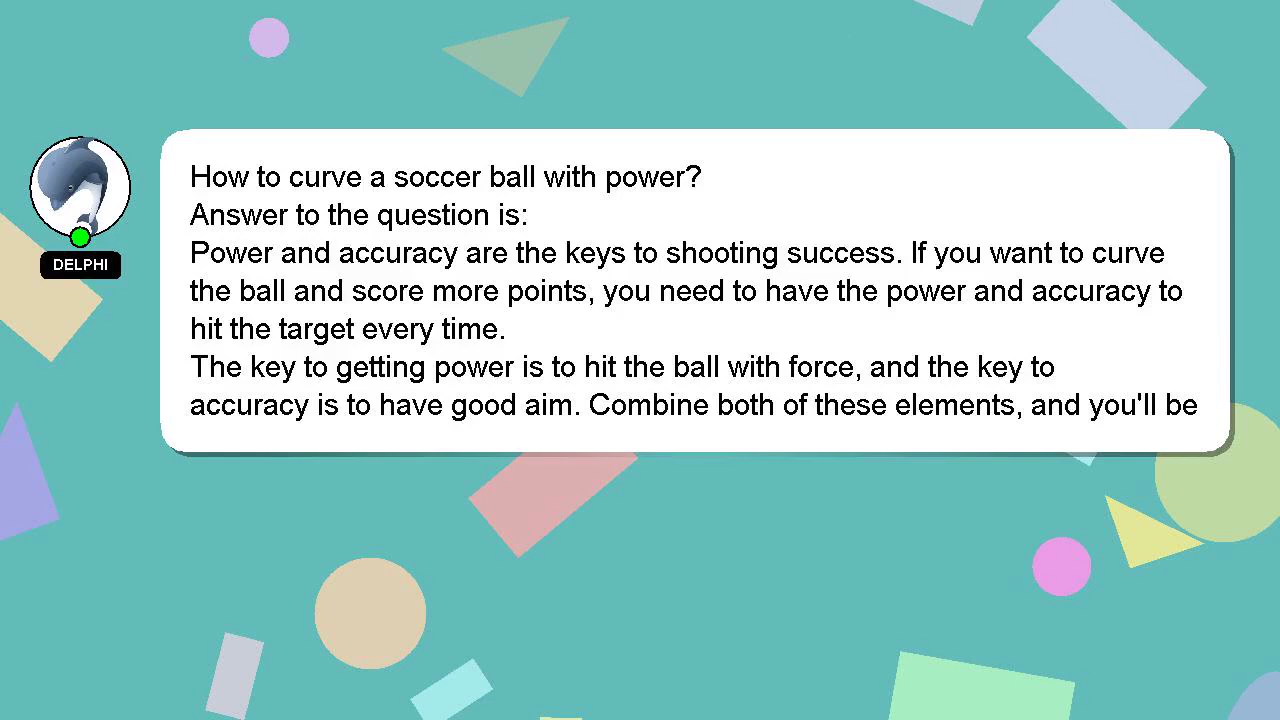 DELPHI
How to curve a soccer ball with power?
Answer to the question is:
Power and accuracy are the keys to shooting success. If you want to curve
the ball and score more points, you need to have the power and accuracy to
hit the target every time.
The key to getting power is to hit the ball with force, and the key to
accuracy is to have good aim. Combine both of these elements, and you'll be